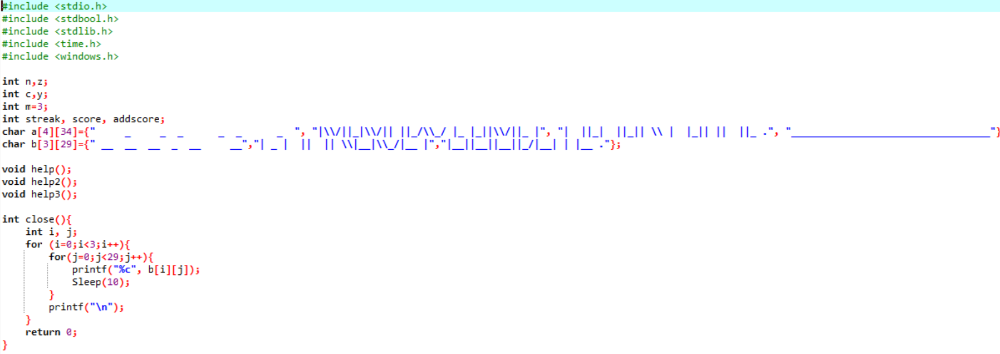 #include <stdio.h>
#include <stdbool.h>
#include <stdlib.h>
#include <time.h>
#include <windows.h>
int n,z;
int c,y;
int m=3;
int streak, score, addscore;
char a[4][34]={"     _     _  _      _  _      _  ", "|\\/||_|\\/|| ||_/\\_/ |_ |_||\\/||_ |", "|  ||_|  ||_|| \\ |  |_|| ||  ||_ .", "__________________________________"}
char b[3][29]={" __  __  __  _  __     __","| _ |  ||  || \\|__|\\_/|__ |","|__||__||__||_/|__| | |__ ."};
void help();
void help2();
void help3();
int close(){
    int i, j;
    for (i=0;i<3;i++){
        for(j=0;j<29;j++){
            printf("%c", b[i][j]);
            Sleep(10);
        }
        printf("\n");
    }
    return 0;
}